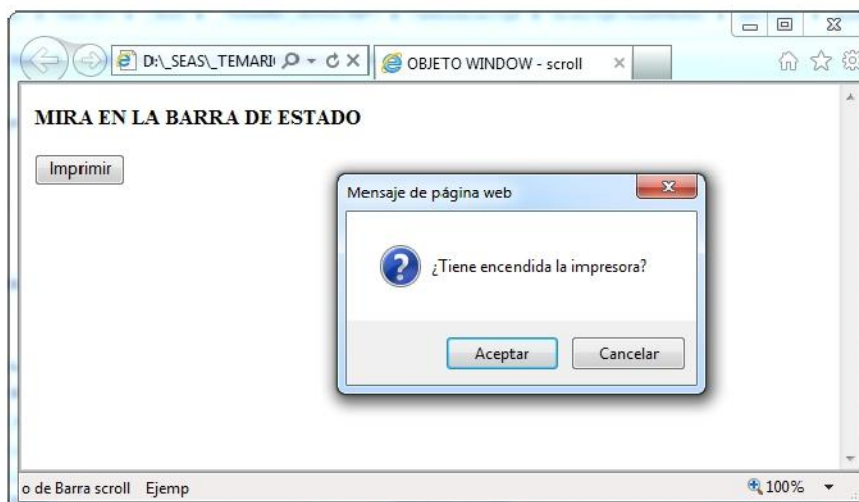 D:\_SEAS\_TEMARI
OBJETO WINDOW - scroll
MIRA EN LA BARRA DE ESTADO
Imprimir
Mensaje de página web
¿Tiene encendida la impresora?
Aceptar Cancelar
o de Barra scroll Ejemp
100%